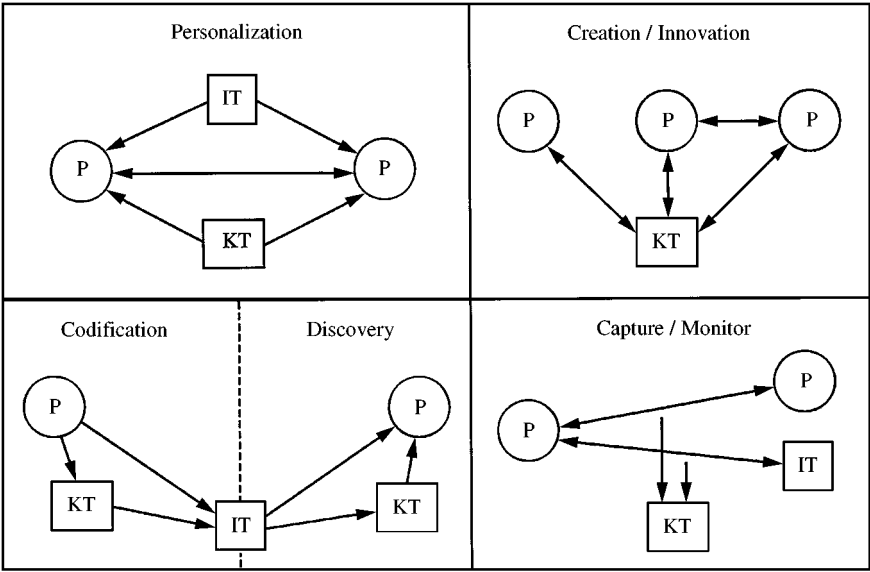 Personalization
IT
P
P
KT
Creation / Innovation
P
P
P
KT
Codification
Discovery
P
P
KT
KT
IT
Capture / Monitor
P
P
IT
KT